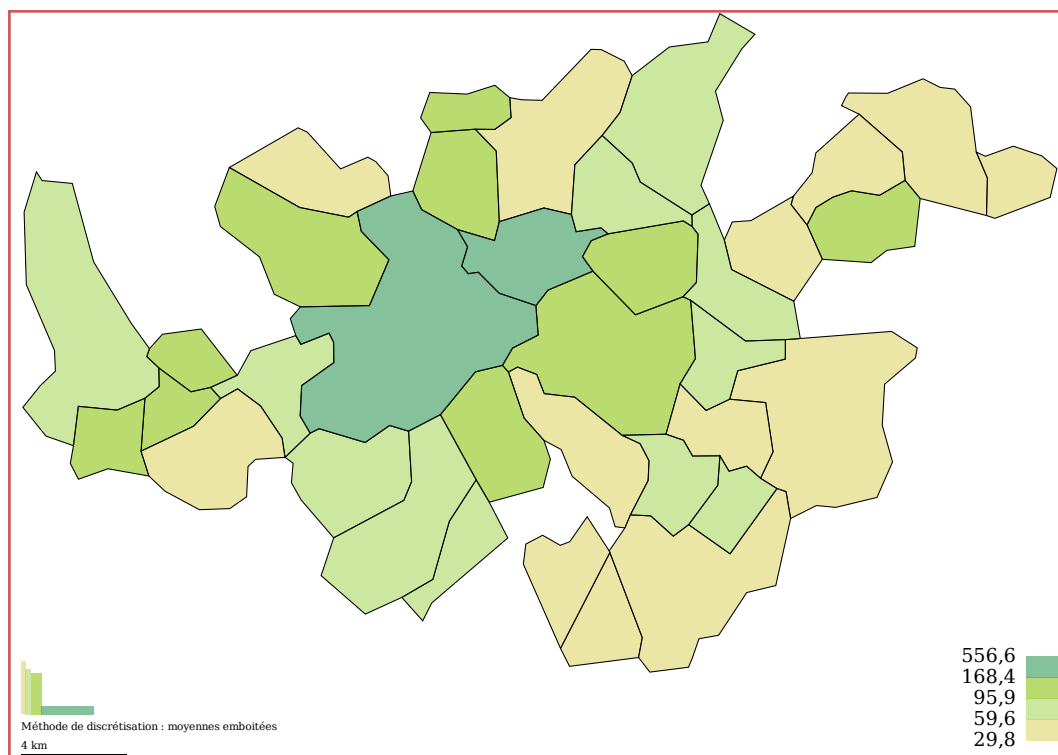 556,6
168,4
95,9
59,6
29,8
Méthode de discrétisation : moyennes emboitées
4 km